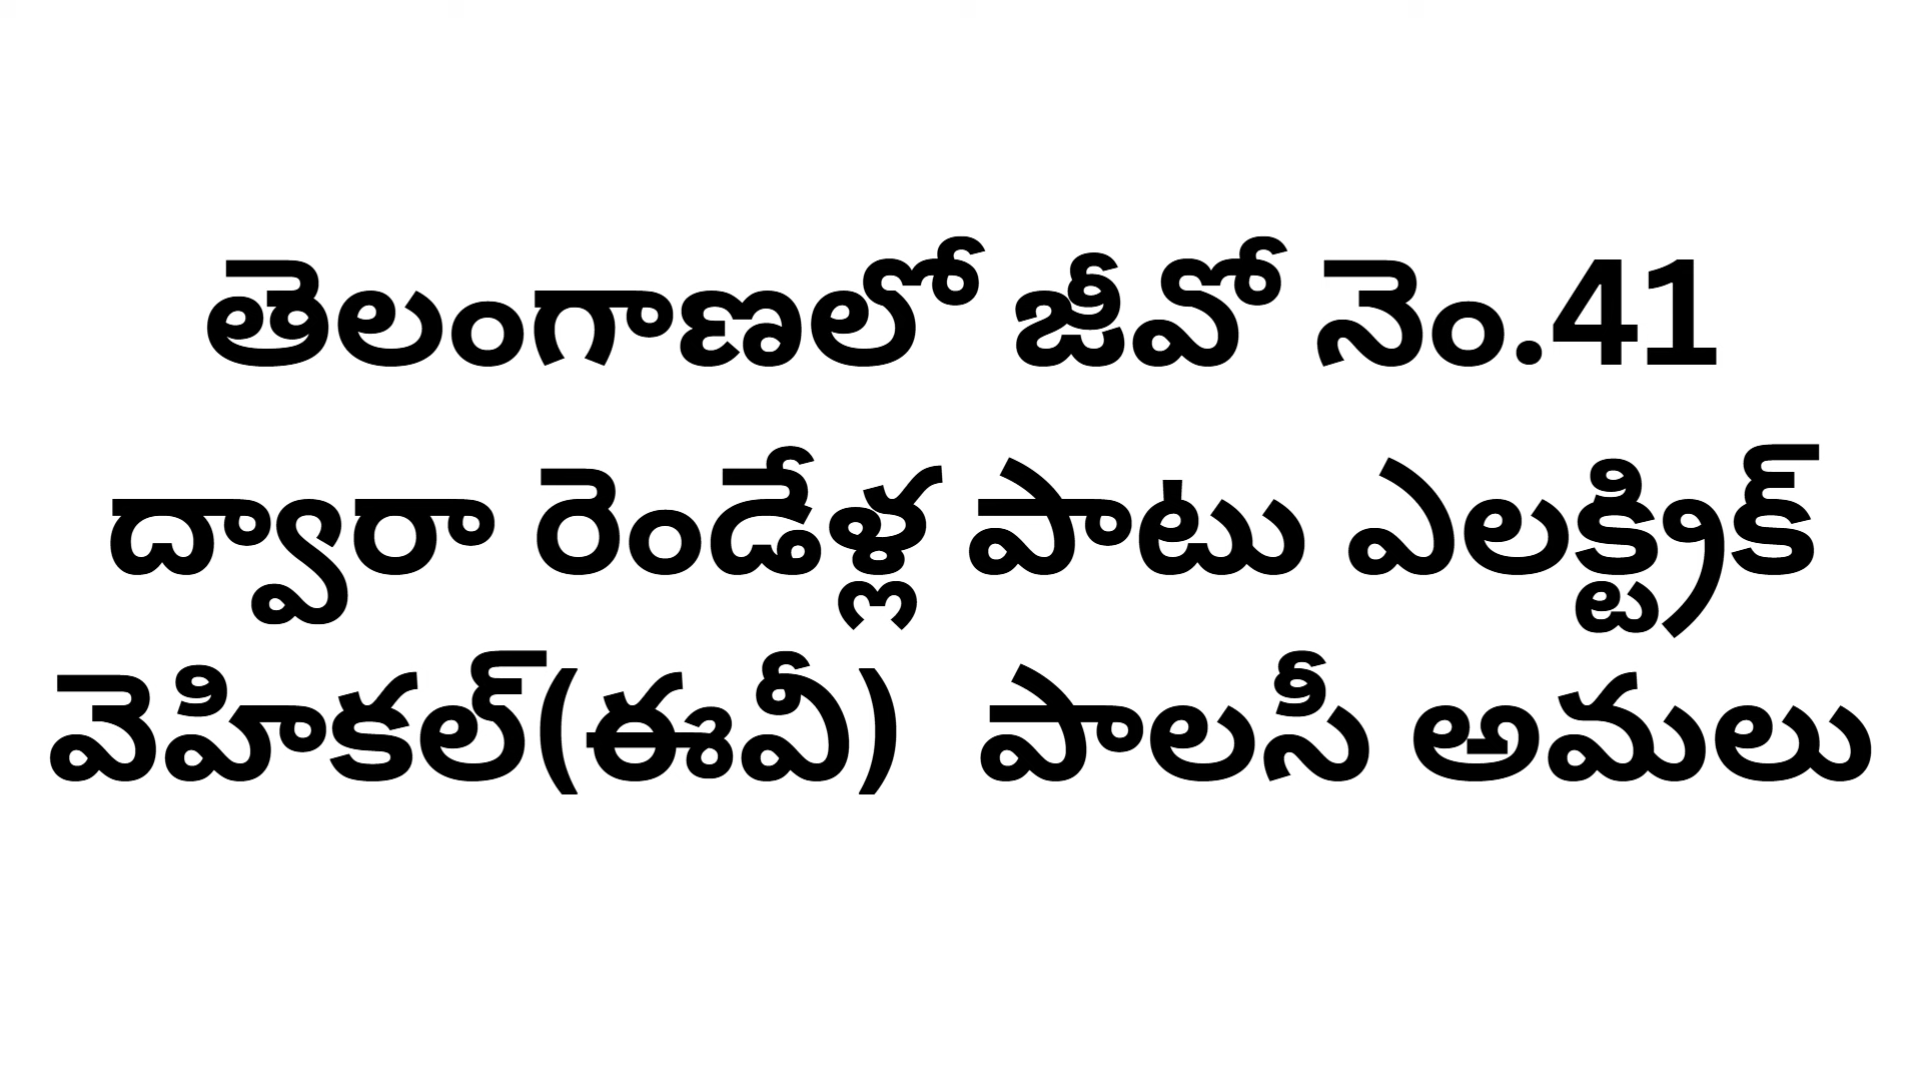 తెలంగాణలో జీవో నెం.41
ద్వారా రెండేళ్ల పాటు ఎలక్ట్రిక్
వెహికల్(ఈవీ)  పాలసీ అమలు